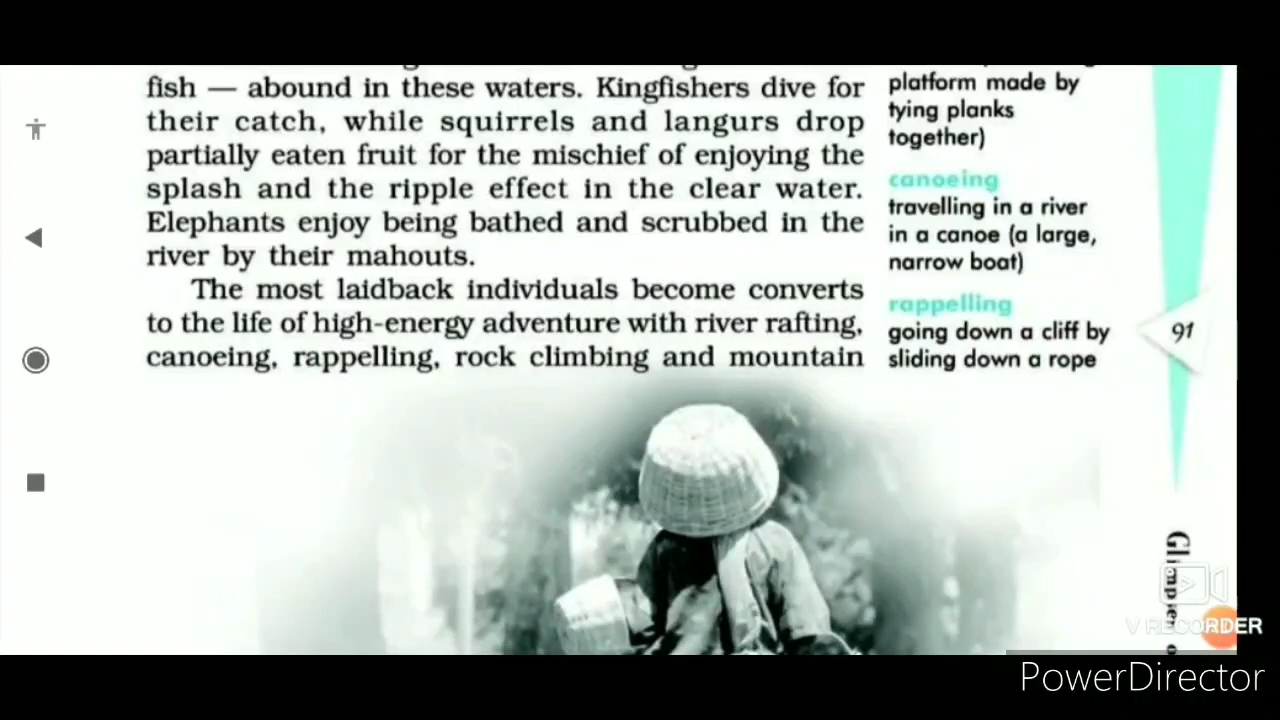 fish — abound in these waters. Kingfishers dive for
their catch, while squirrels and langurs drop
partially eaten fruit for the mischief of enjoying the
splash and the ripple effect in the clear water.
Elephants enjoy being bathed and scrubbed in the
river by their mahouts.
The most laidback individuals become converts
to the life of high-energy adventure with river rafting,
canoeing, rappelling, rock climbing and mountain
platform made by
tying planks
together)
canoeing
travelling in a river
in a canoe (a large,
narrow boat)
rappelling
going down a cliff by
sliding down a rope
91
V RECORDER
PowerDirector